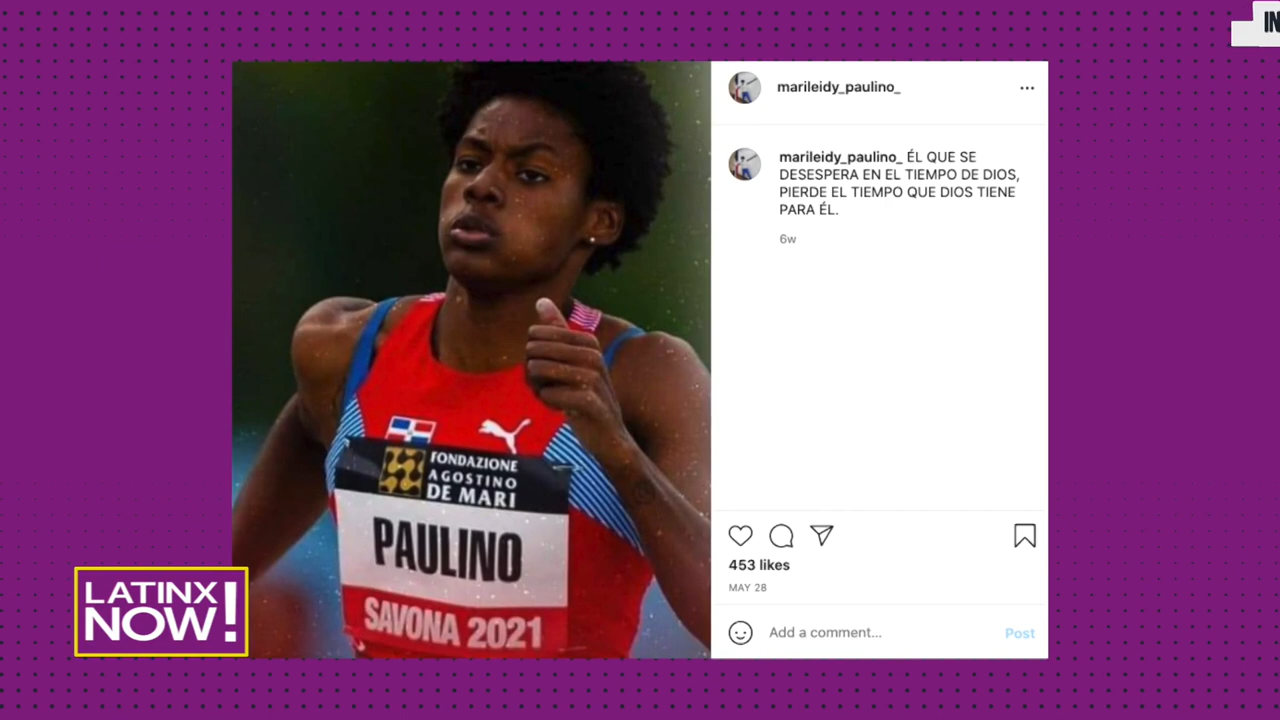 IN
marileidy_paulino_
marileidy_paulino_ ÉL QUE SE
DESESPERA EN EL TIEMPO DE DIOS,
PIERDE EL TIEMPO QUE DIOS TIENE
PARA ÉL.
6w
FONDAZIONE
AGOSTINO
DE MARI
PAULINO
SAVONA 2021
453 likes
MAY 28
Add a comment...
Post
LATINX
NOW!